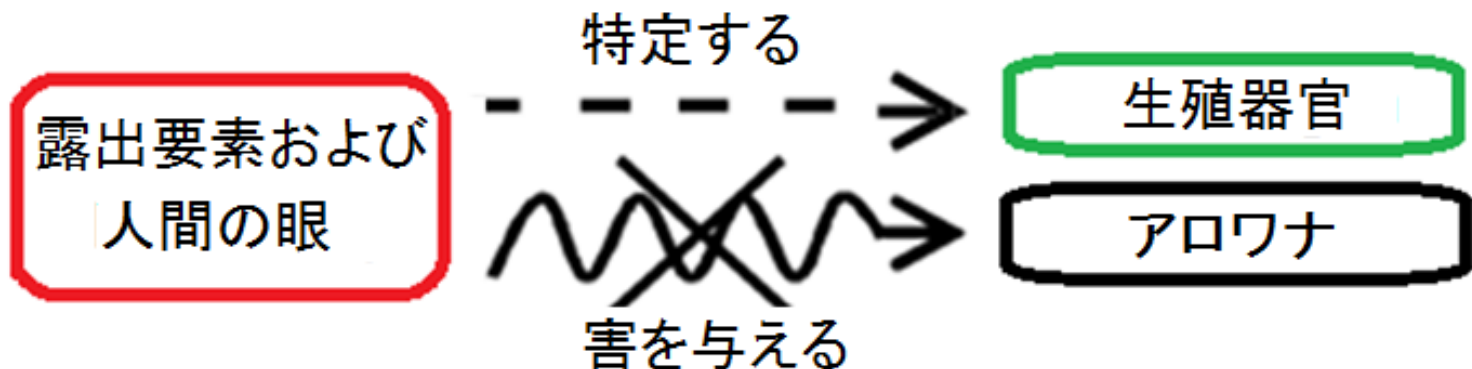 特定する
露出要素および
人間の眼
生殖器官
アロワナ
害を与える